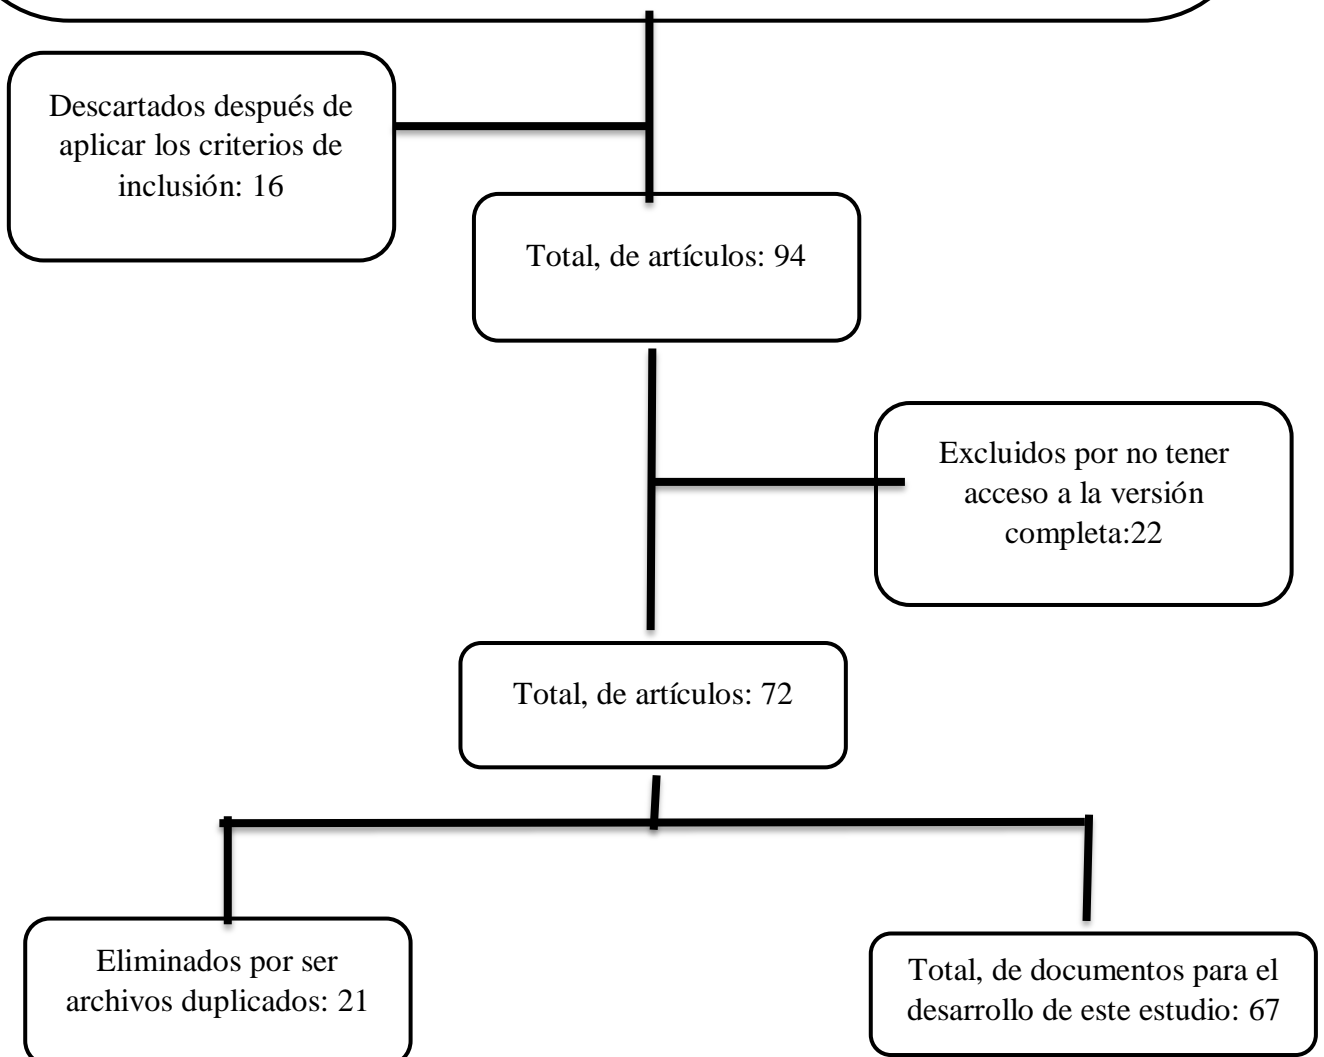 Descartados después de
aplicar los criterios de
inclusión: 16
Total, de artículos: 94
Excluidos por no tener
acceso a la versión
completa:22
Total, de artículos: 72
Eliminados por ser
archivos duplicados: 21
Total, de documentos para el
desarrollo de este estudio: 67